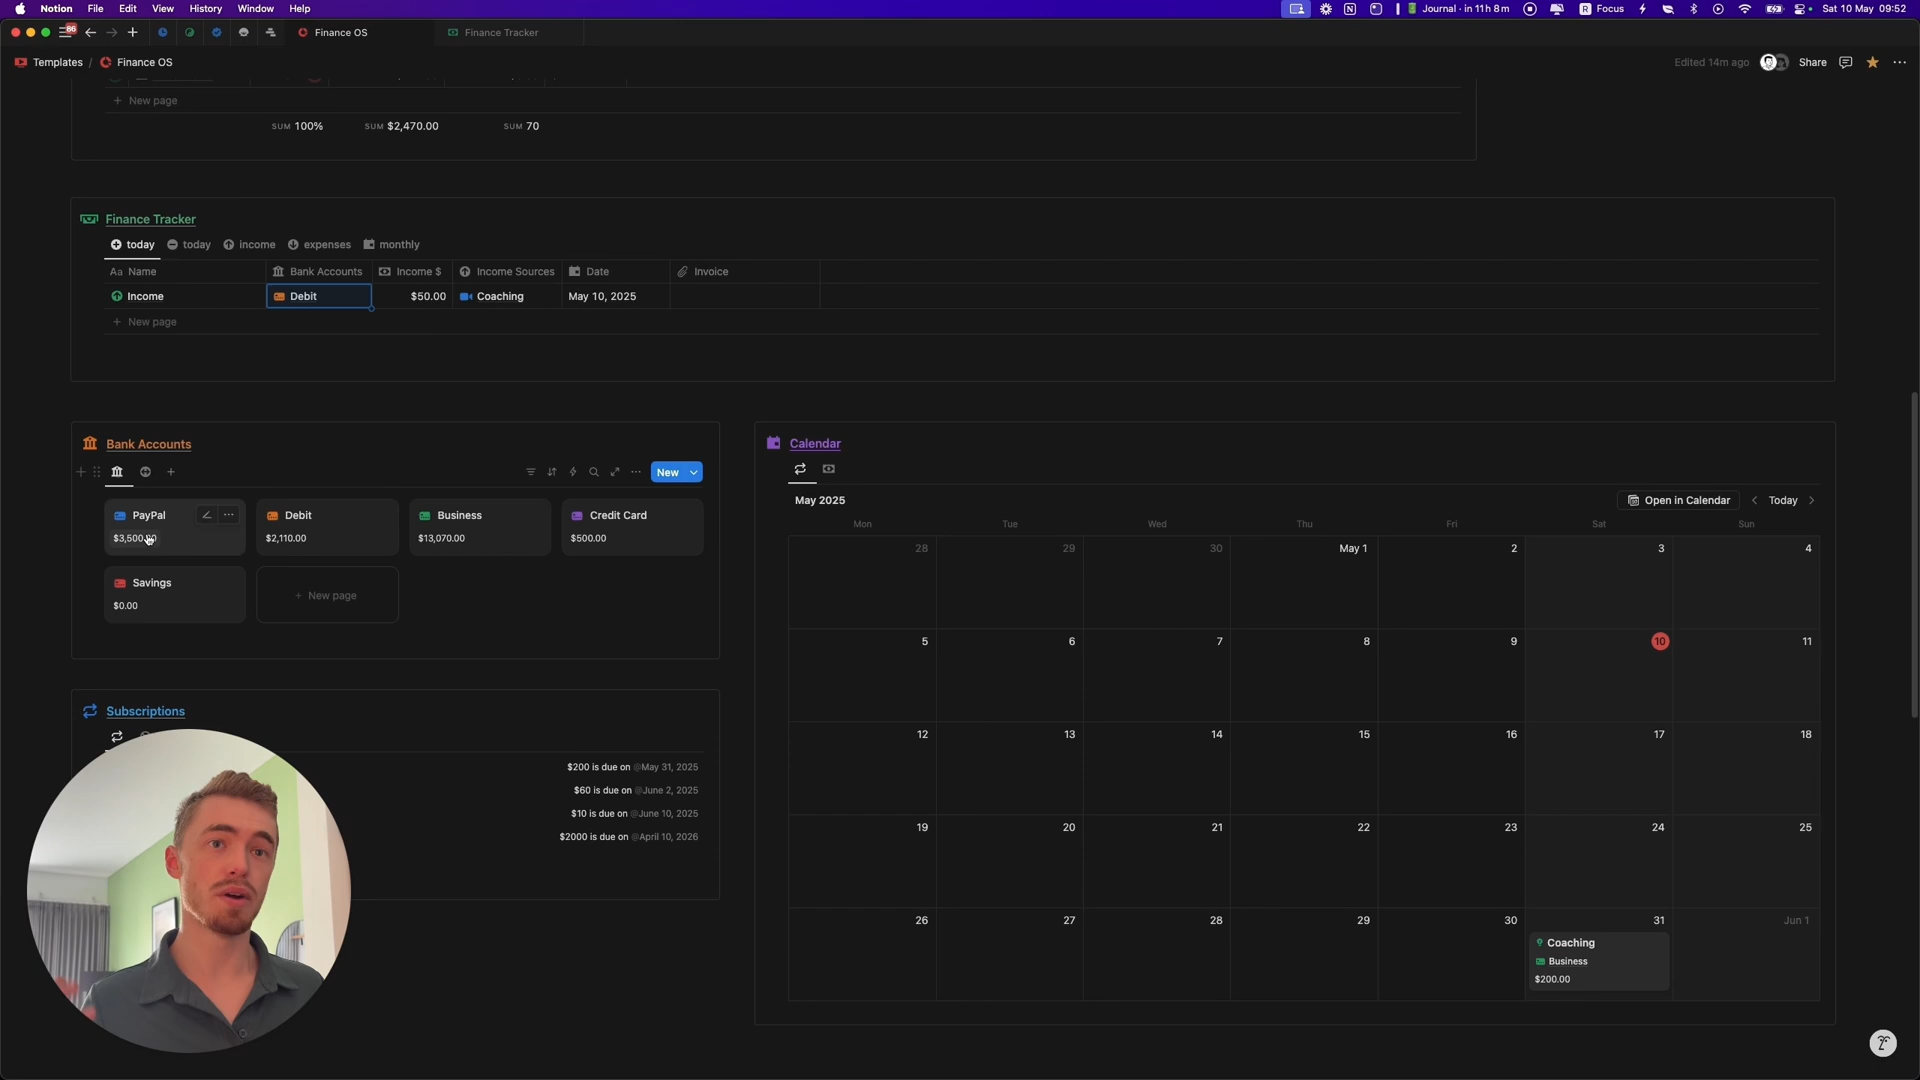 Notion File Edit View History Window Help Journal · in 11h 8m Focus Sat 10 May 09:52
86 Finance OS Finance Tracker
Templates / Finance OS Edited 14m ago Share
+ New page
SUM 100% SUM $2,470.00 SUM 70
Finance Tracker
today today income expenses monthly
Aa Name Bank Accounts Income $ Income Sources Date Invoice
Income Debit $50.00 Coaching May 10, 2025
+ New page
Bank Accounts
New
PayPal Debit Business Credit Card
$2,110.00 $13,070.00 $500.00
Savings
$0.00
+ New page
Calendar
May 2025 Open in Calendar Today
Mon Tue Wed Thu Fri Sat Sun
28 29 30 May 1 2 3 4
5 6 7 8 9 10 11
12 13 14 15 16 17 18
19 20 21 22 23 24 25
26 27 28 29 30 31 Jun 1
Coaching
Business
$200.00
Subscriptions
$200 is due on @May 31, 2025
$60 is due on @June 2, 2025
$10 is due on @June 10, 2025
$2000 is due on @April 10, 2026